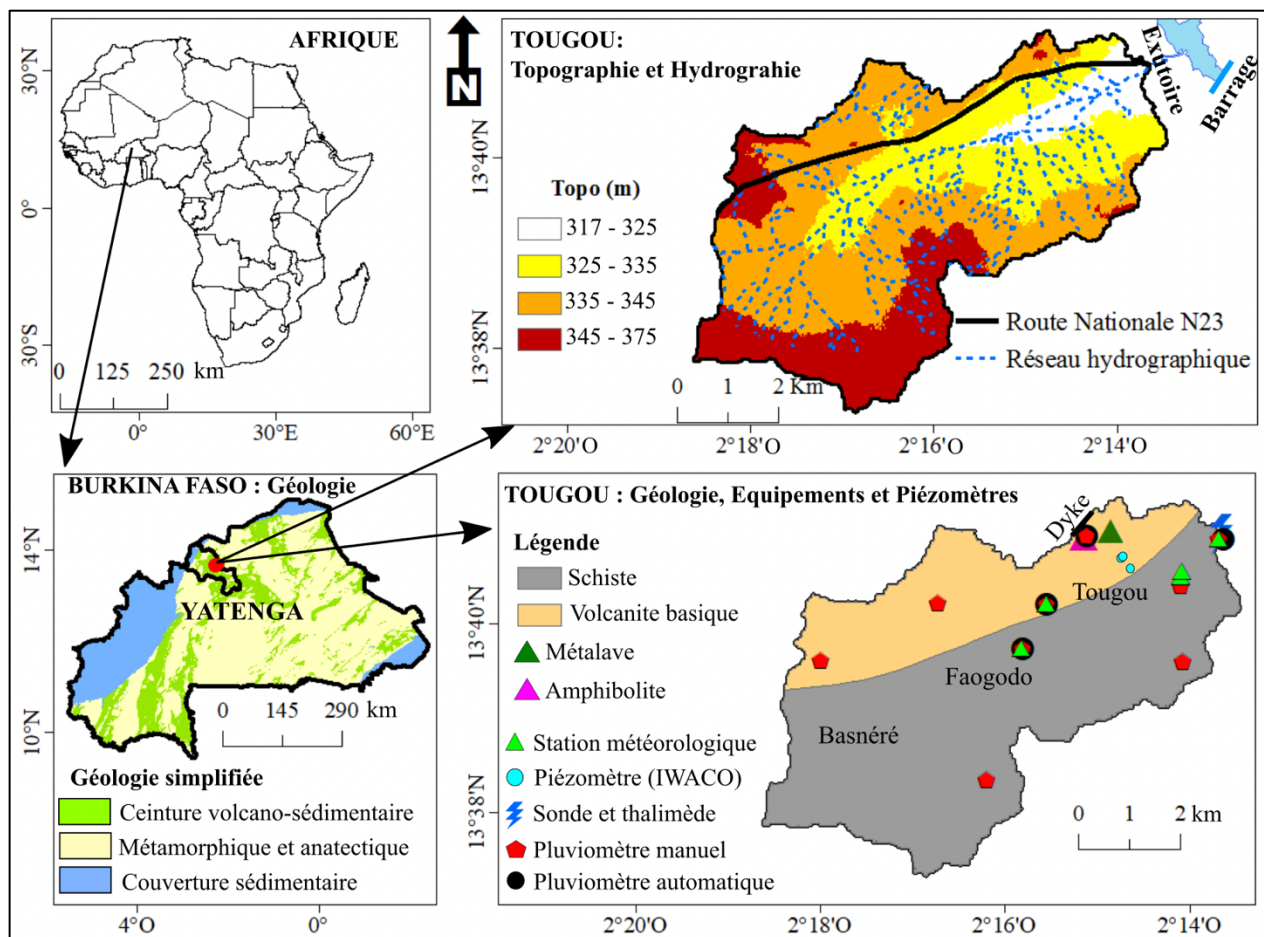 AFRIQUE
30°N
0°
30°S
0 125 250 km
0° 30°E 60°E
N
TOUGOU:
Topographie et Hydrograhie
Exutoire
Barrage
13°40'N
13°38'N
Topo (m)
317 - 325
325 - 335
335 - 345
345 - 375
Route Nationale N23
Réseau hydrographique
0 1 2 Km
2°20'O 2°18'O 2°16'O 2°14'O
BURKINA FASO : Géologie
14°N
10°N
YATENGA
0 145 290 km
Géologie simplifiée
Ceinture volcano-sédimentaire
Métamorphique et anatectique
Couverture sédimentaire
4°O 0°
TOUGOU : Géologie, Equipements et Piézomètres
Légende
Schiste
Volcanite basique
Métalave
Amphibolite
Station météorologique
Piézomètre (IWACO)
Sonde et thalimède
Pluviomètre manuel
Pluviomètre automatique
Dyke
Tougou
Faogodo
Basnéré
13°40'N
13°38'N
0 1 2 km
2°20'O 2°18'O 2°16'O 2°14'O